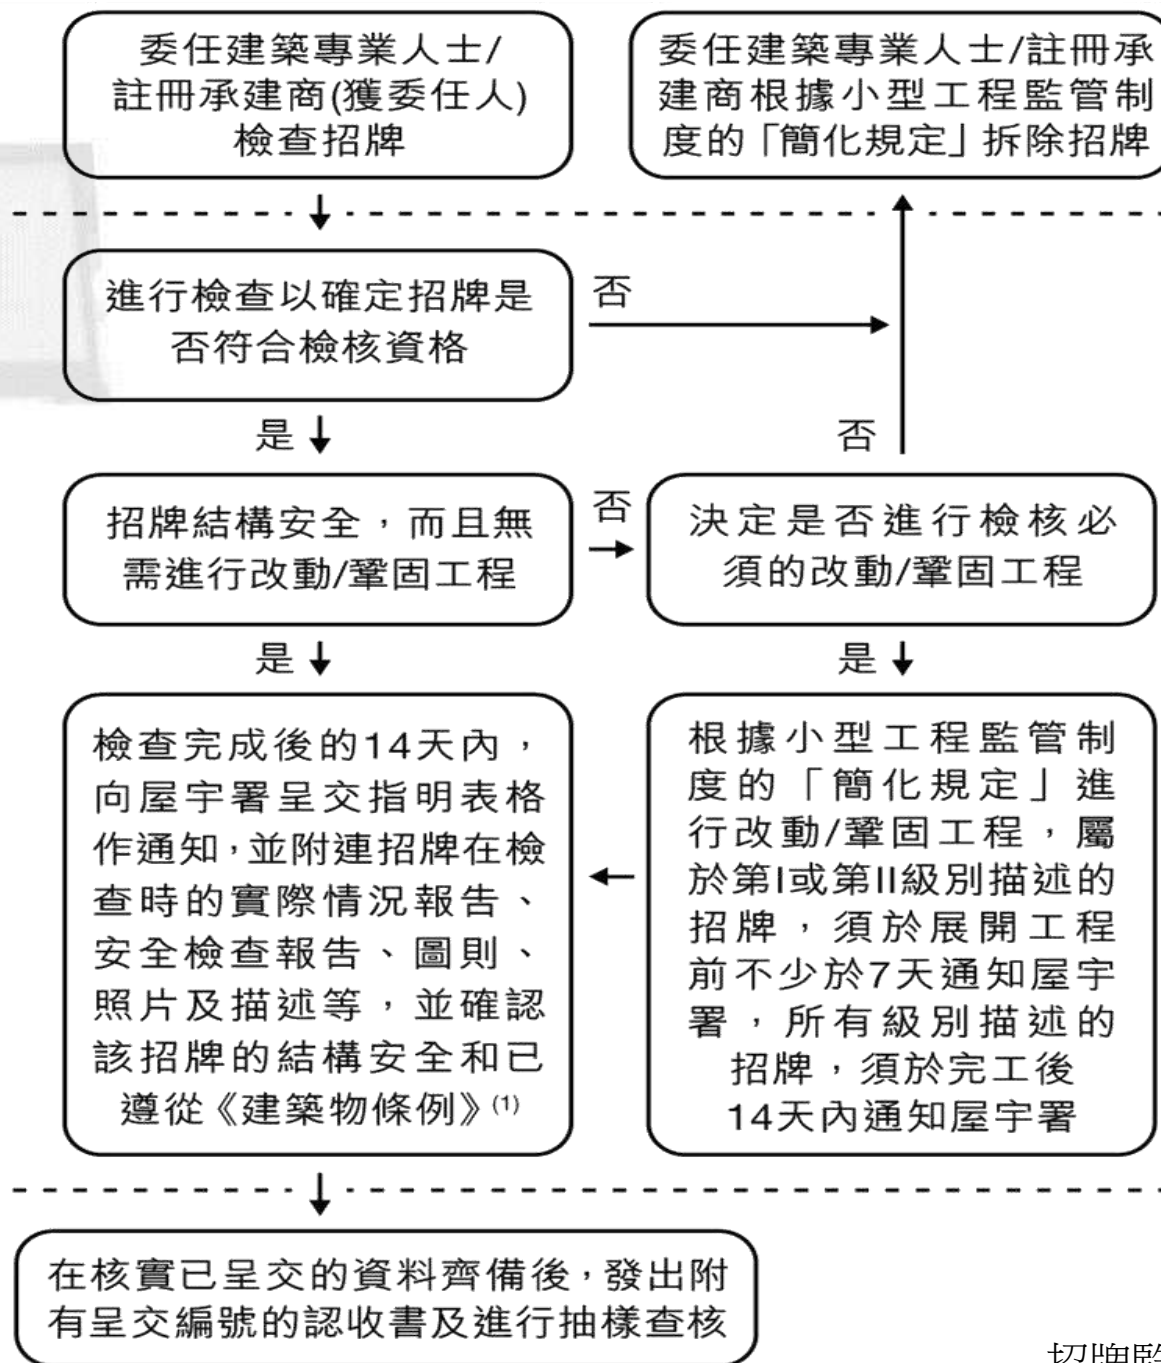 委任建築專業人士/
註冊承建商(獲委任人)
檢查招牌
委任建築專業人士/註冊承
建商根據小型工程監管制
度的「簡化規定」拆除招牌
進行檢查以確定招牌是
否符合檢核資格
否
是
否
招牌結構安全，而且無
需進行改動/鞏固工程
否
決定是否進行檢核必
須的改動/鞏固工程
是
是
檢查完成後的14天內，
向屋宇署呈交指明表格
作通知，並附連招牌在檢
查時的實際情況報告、
安全檢查報告、圖則、
照片及描述等，並確認
該招牌的結構安全和已
遵從《建築物條例》(1)
根據小型工程監管制
度的「簡化規定」進
行改動/鞏固工程，屬
於第I或第II級別描述的
招牌，須於展開工程
前不少於7天通知屋宇
署，所有級別描述的
招牌，須於完工後
14天內通知屋宇署
在核實已呈交的資料齊備後，發出附
有呈交編號的認收書及進行抽樣查核